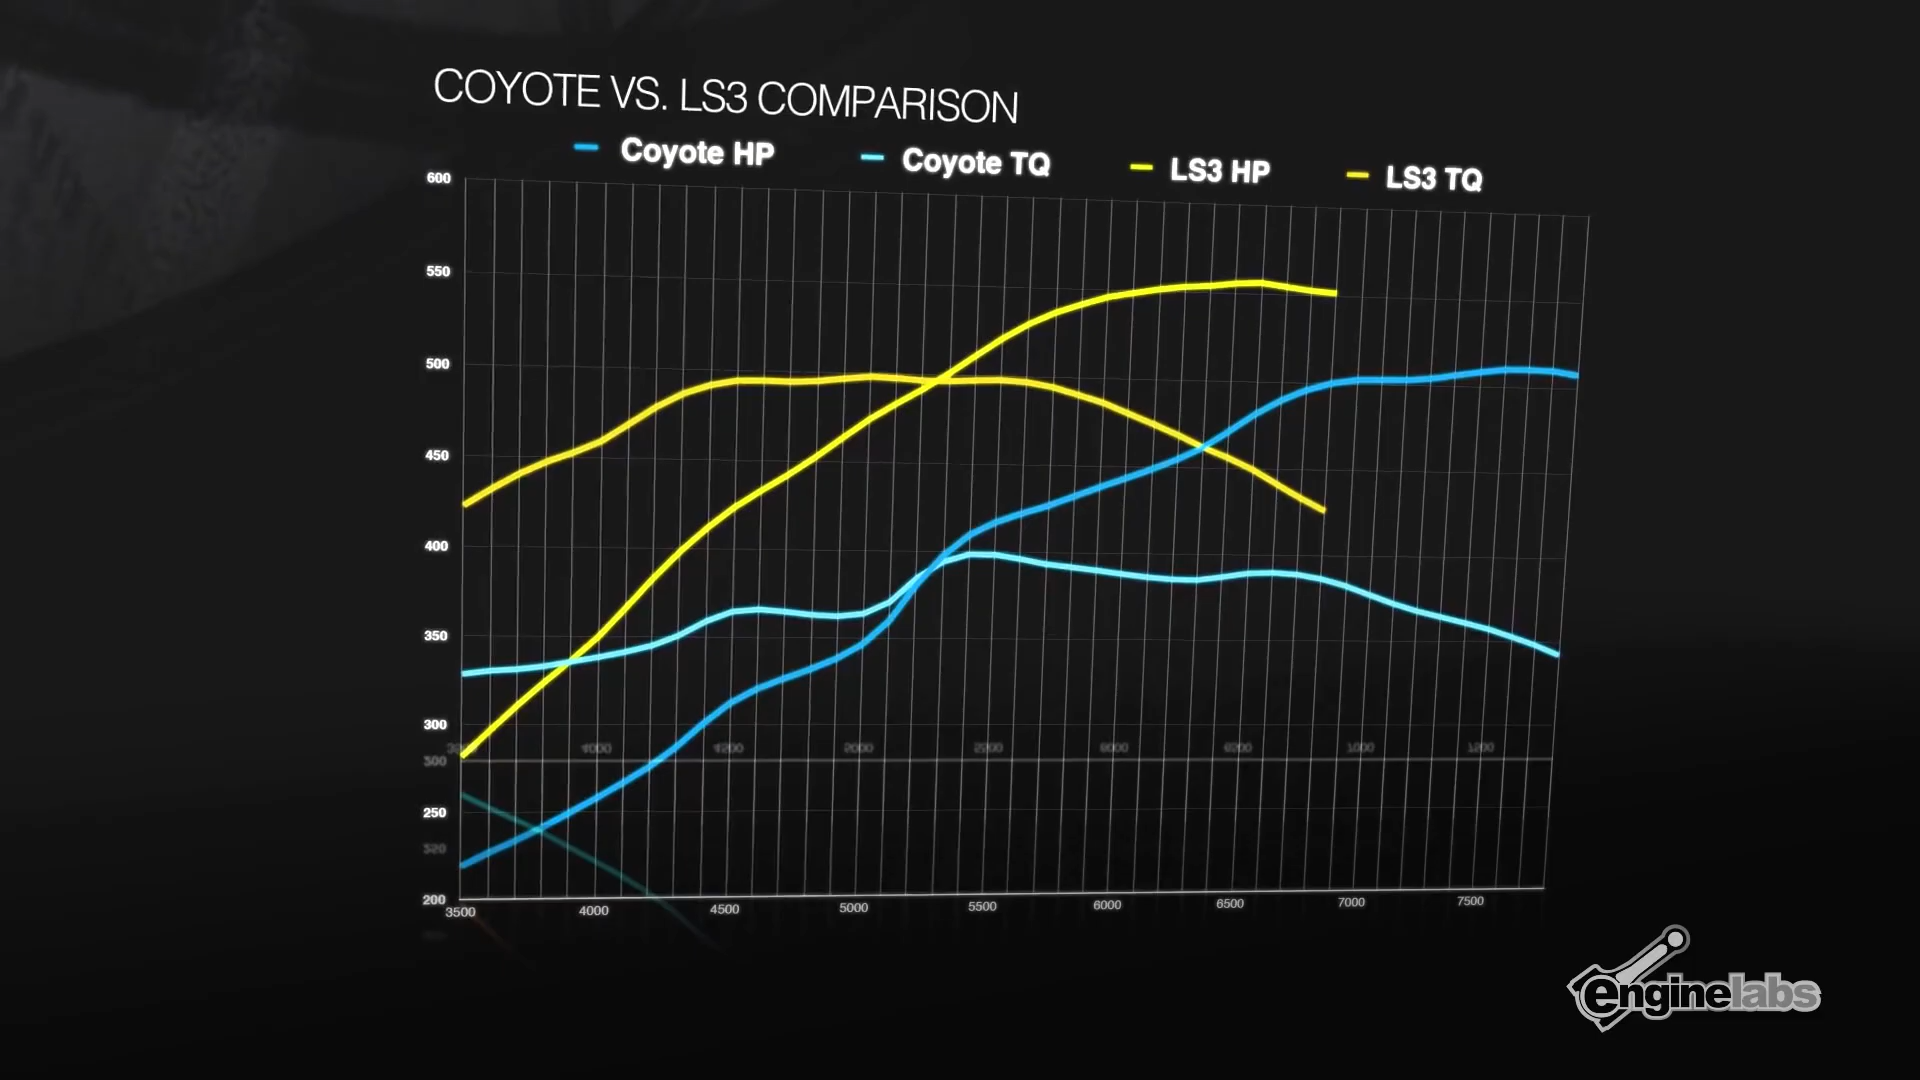 COYOTE VS. LS3 COMPARISON
Coyote HP
Coyote TQ
LS3 HP
LS3 TQ
600
550
500
450
400
350
300
250
200
3500 4000 4500 5000 5500 6000 6500 7000 7500
enginelabs